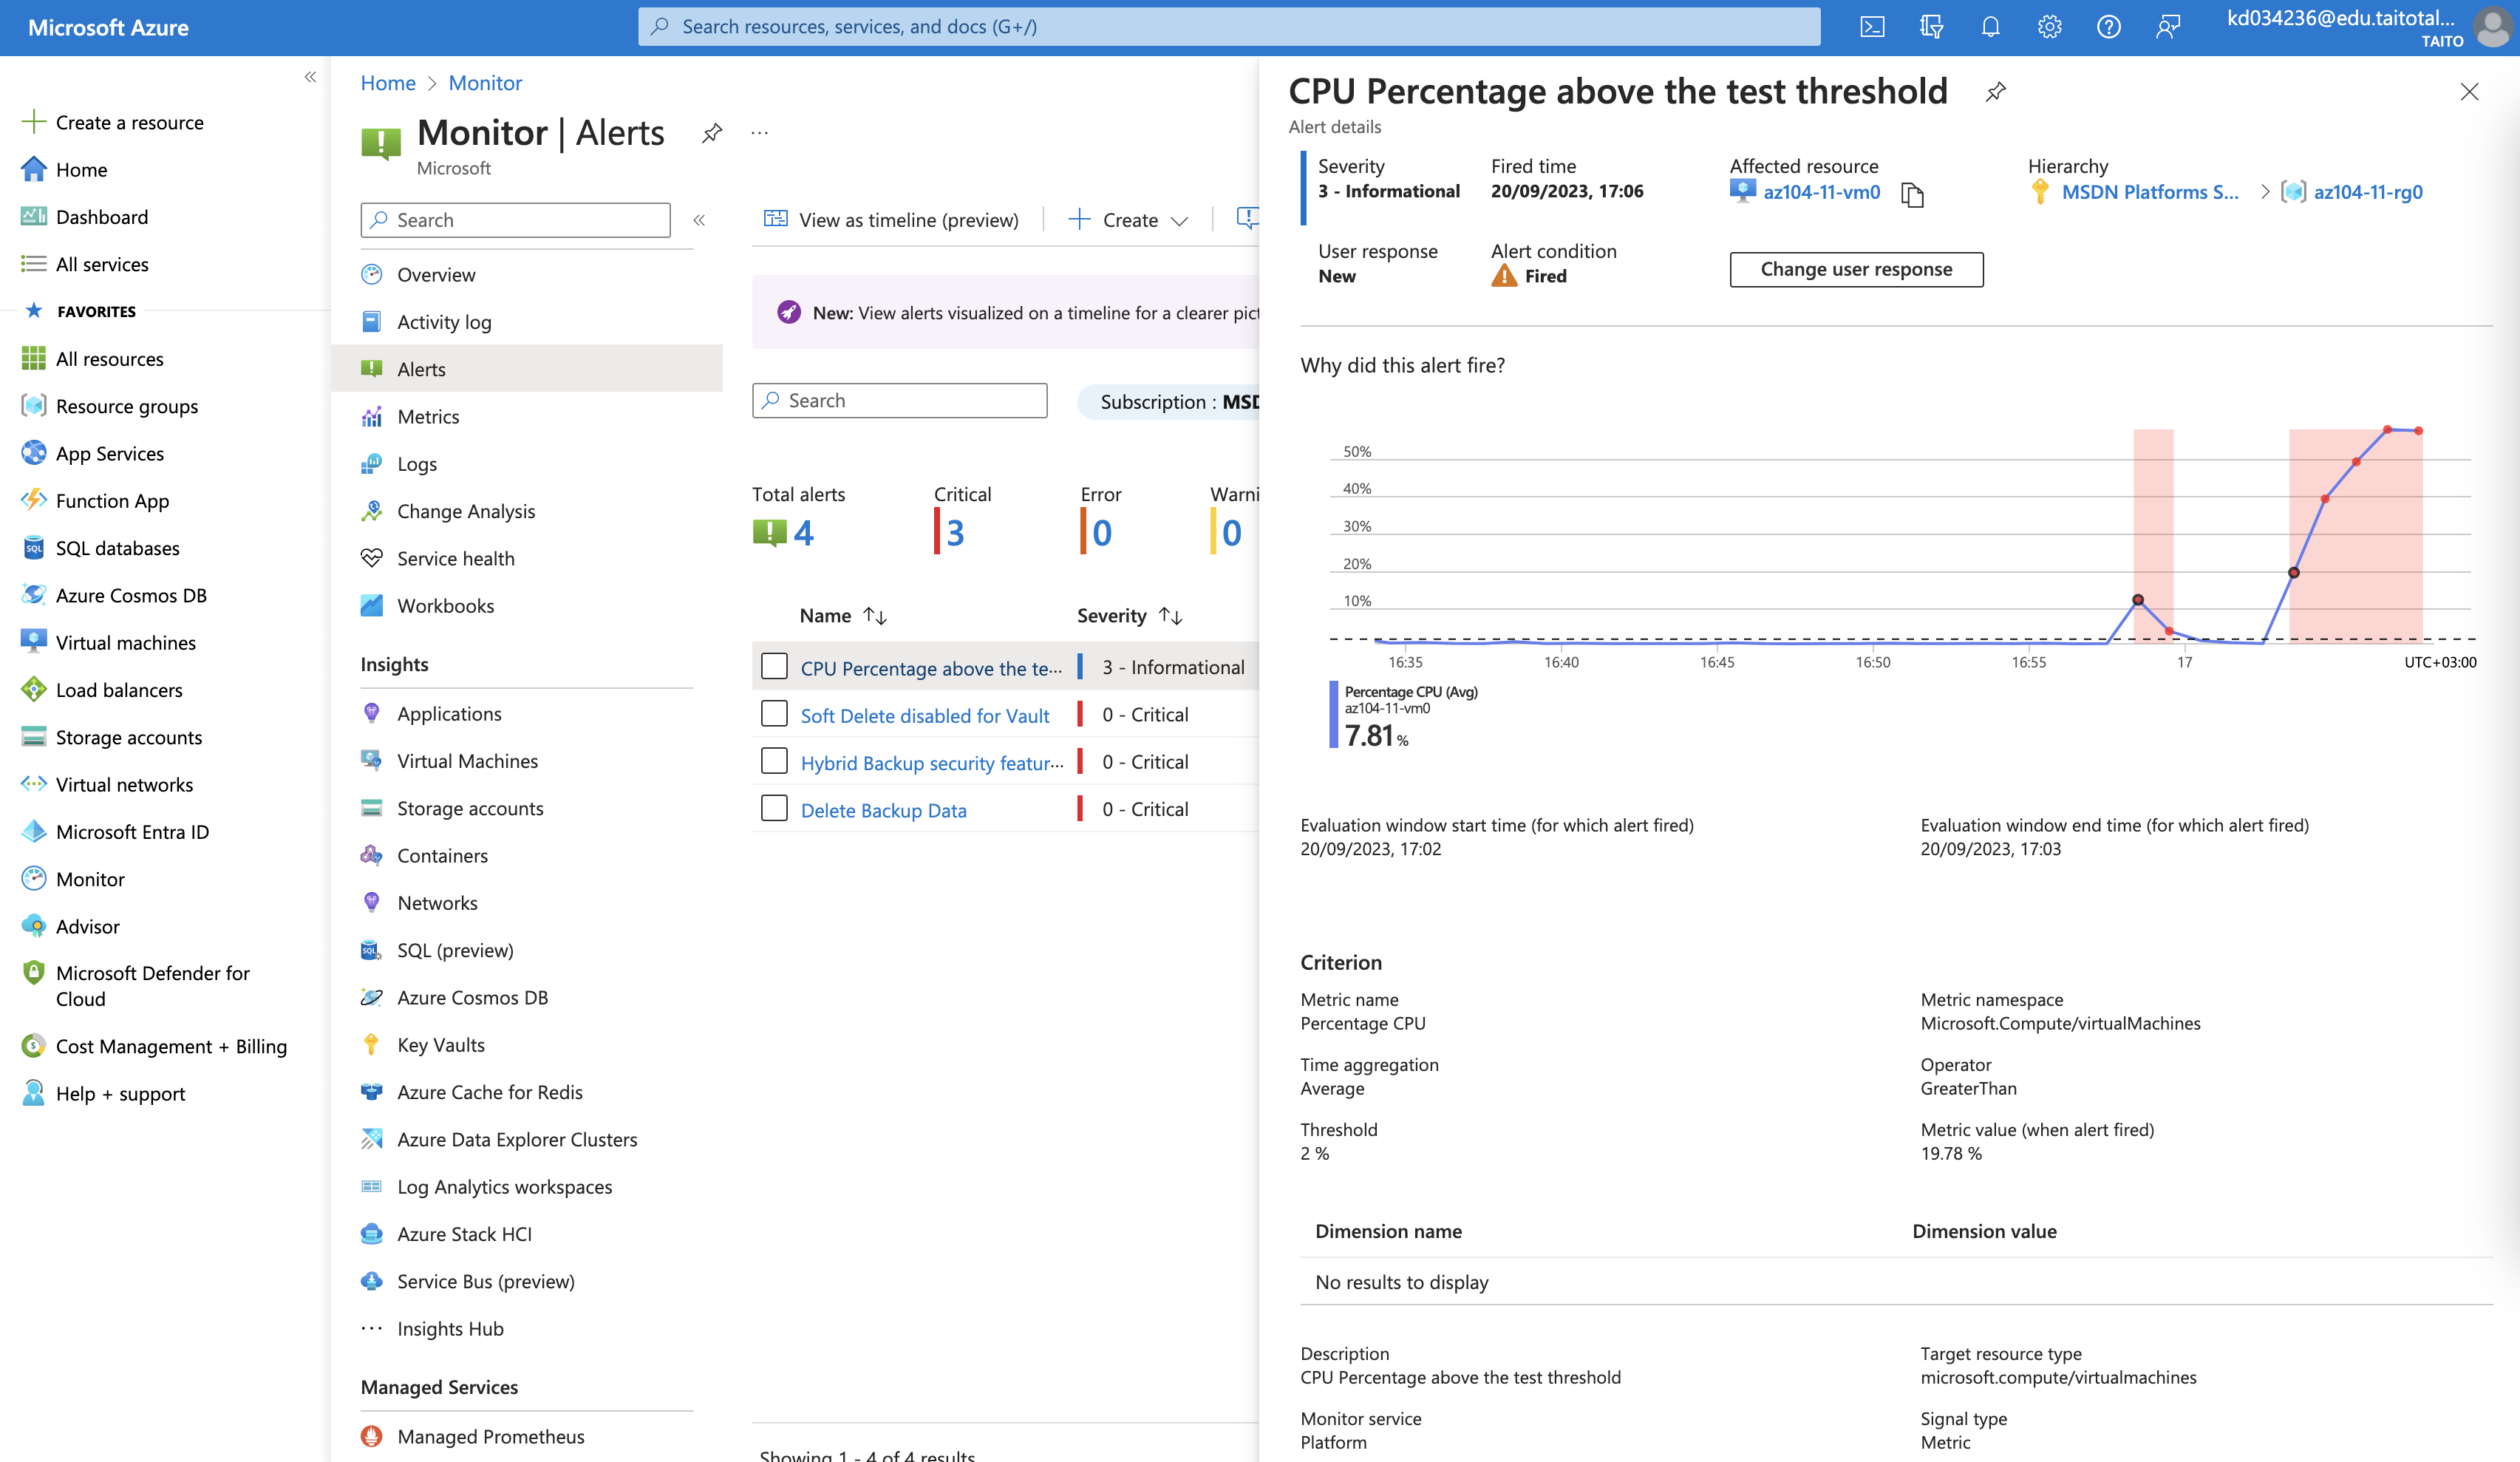 Microsoft Azure
Search resources, services, and docs (G+/)
kd034236@edu.taitotal...
TAITO
Create a resource
Home
Dashboard
All services
FAVORITES
All resources
Resource groups
App Services
Function App
SQL databases
Azure Cosmos DB
Virtual machines
Load balancers
Storage accounts
Virtual networks
Microsoft Entra ID
Monitor
Advisor
Microsoft Defender for
Cloud
Cost Management + Billing
Help + support
Home > Monitor
Monitor | Alerts
Microsoft
Search
Overview
Activity log
Alerts
Metrics
Logs
Change Analysis
Service health
Workbooks
Insights
Applications
Virtual Machines
Storage accounts
Containers
Networks
SQL (preview)
Azure Cosmos DB
Key Vaults
Azure Cache for Redis
Azure Data Explorer Clusters
Log Analytics workspaces
Azure Stack HCI
Service Bus (preview)
Insights Hub
Managed Services
Managed Prometheus
View as timeline (preview)
Create
New: View alerts visualized on a timeline for a clearer pict
Search
Subscription : MSD
Total alerts
4
Critical
3
Error
0
Warni
0
Name
Severity
CPU Percentage above the te...
3 - Informational
Soft Delete disabled for Vault
0 - Critical
Hybrid Backup security featur...
0 - Critical
Delete Backup Data
0 - Critical
Showing 1 - 4 of 4 results
CPU Percentage above the test threshold
Alert details
Severity
3 - Informational
Fired time
20/09/2023, 17:06
Affected resource
az104-11-vm0
Hierarchy
MSDN Platforms S... > az104-11-rg0
User response
New
Alert condition
Fired
Change user response
Why did this alert fire?
50%
40%
30%
20%
10%
16:35
16:40
16:45
16:50
16:55
17
UTC+03:00
Percentage CPU (Avg)
az104-11-vm0
7.81 %
Evaluation window start time (for which alert fired)
20/09/2023, 17:02
Evaluation window end time (for which alert fired)
20/09/2023, 17:03
Criterion
Metric name
Percentage CPU
Metric namespace
Microsoft.Compute/virtualMachines
Time aggregation
Average
Operator
GreaterThan
Threshold
2 %
Metric value (when alert fired)
19.78 %
Dimension name
Dimension value
No results to display
Description
CPU Percentage above the test threshold
Target resource type
microsoft.compute/virtualmachines
Monitor service
Platform
Signal type
Metric